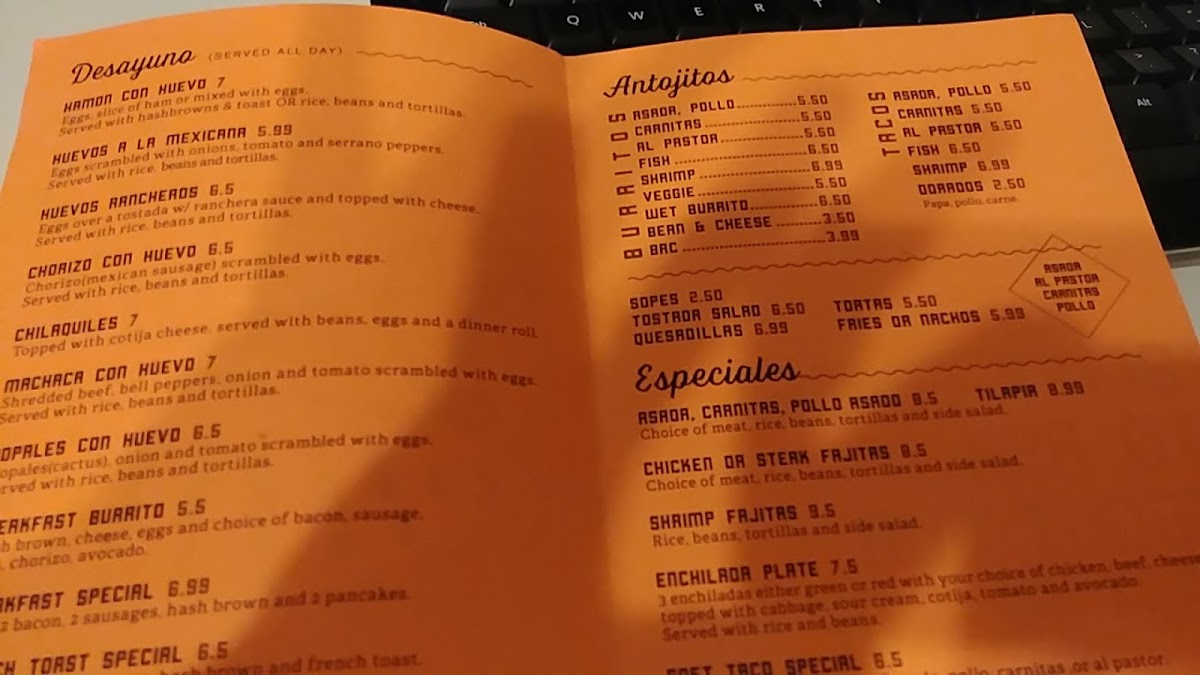 Desayuno (SERVED ALL DAY)
HAMON CON HUEVO 7
Eggs, slice of ham or mixed with eggs.
Served with hashbrowns & toast OR rice, beans and tortillas.
HUEVOS A LA MEXICANA 5.99
Eggs scrambled with onions, tomato and serrano peppers.
Served with rice, beans and tortillas.
HUEVOS RANCHEROS 6.5
Eggs over a tostada w/ ranchera sauce and topped with cheese.
Served with rice, beans and tortillas.
CHORIZO CON HUEVO 6.5
Chorizo(mexican sausage) scrambled with eggs.
Served with rice, beans and tortillas.
CHILAQUILES 7
Topped with cotija cheese, served with beans, eggs and a dinner roll.
MACHACA CON HUEVO 7
Shredded beef, bell peppers, onion and tomato scrambled with eggs.
Served with rice, beans and tortillas.
OPALES CON HUEVO 6.5
opales(cactus), onion and tomato scrambled with eggs.
rved with rice, beans and tortillas.
EAKFAST BURRITO 5.5
h brown, cheese, eggs and choice of bacon, sausage,
, chorizo, avocado.
AKFAST SPECIAL 6.99
2 bacon, 2 sausages, hash brown and 2 pancakes.
CH TOAST SPECIAL 6.5
sh brown and french toast.
Antojitos
BURRITOS
ASADA, POLLO 5.50
CARNITAS 5.50
AL PASTOR 5.50
FISH 6.50
SHRIMP 6.99
VEGGIE 5.50
WET BURRITO 6.50
BEAN & CHEESE 3.50
BRC 3.99
TACOS
ASADA, POLLO 5.50
CARNITAS 5.50
AL PASTOR 5.50
FISH 6.50
SHRIMP 6.99
DORADOS 2.50
Papa, pollo, carne.
SOPES 2.50
TOSTADA SALAD 6.50
QUESADILLAS 6.99
TORTAS 5.50
FRIES OR NACHOS 5.99
ASADA
AL PASTOR
CARNITAS
POLLO
Especiales
ASADA, CARNITAS, POLLO ASADO 8.5 TILAPIA 8.99
Choice of meat, rice, beans, tortillas and side salad.
CHICKEN OR STEAK FAJITAS 8.5
Choice of meat, rice, beans, tortillas and side salad.
SHRIMP FAJITAS 9.5
Rice, beans, tortillas and side salad.
ENCHILADA PLATE 7.5
3 enchiladas either green or red with your choice of chicken, beef, cheese
topped with cabbage, sour cream, cotija, tomato and avocado.
Served with rice and beans.
SOFT TACO SPECIAL 6.5
pollo, carnitas ,or al pastor.
Q W E R T
L
Alt